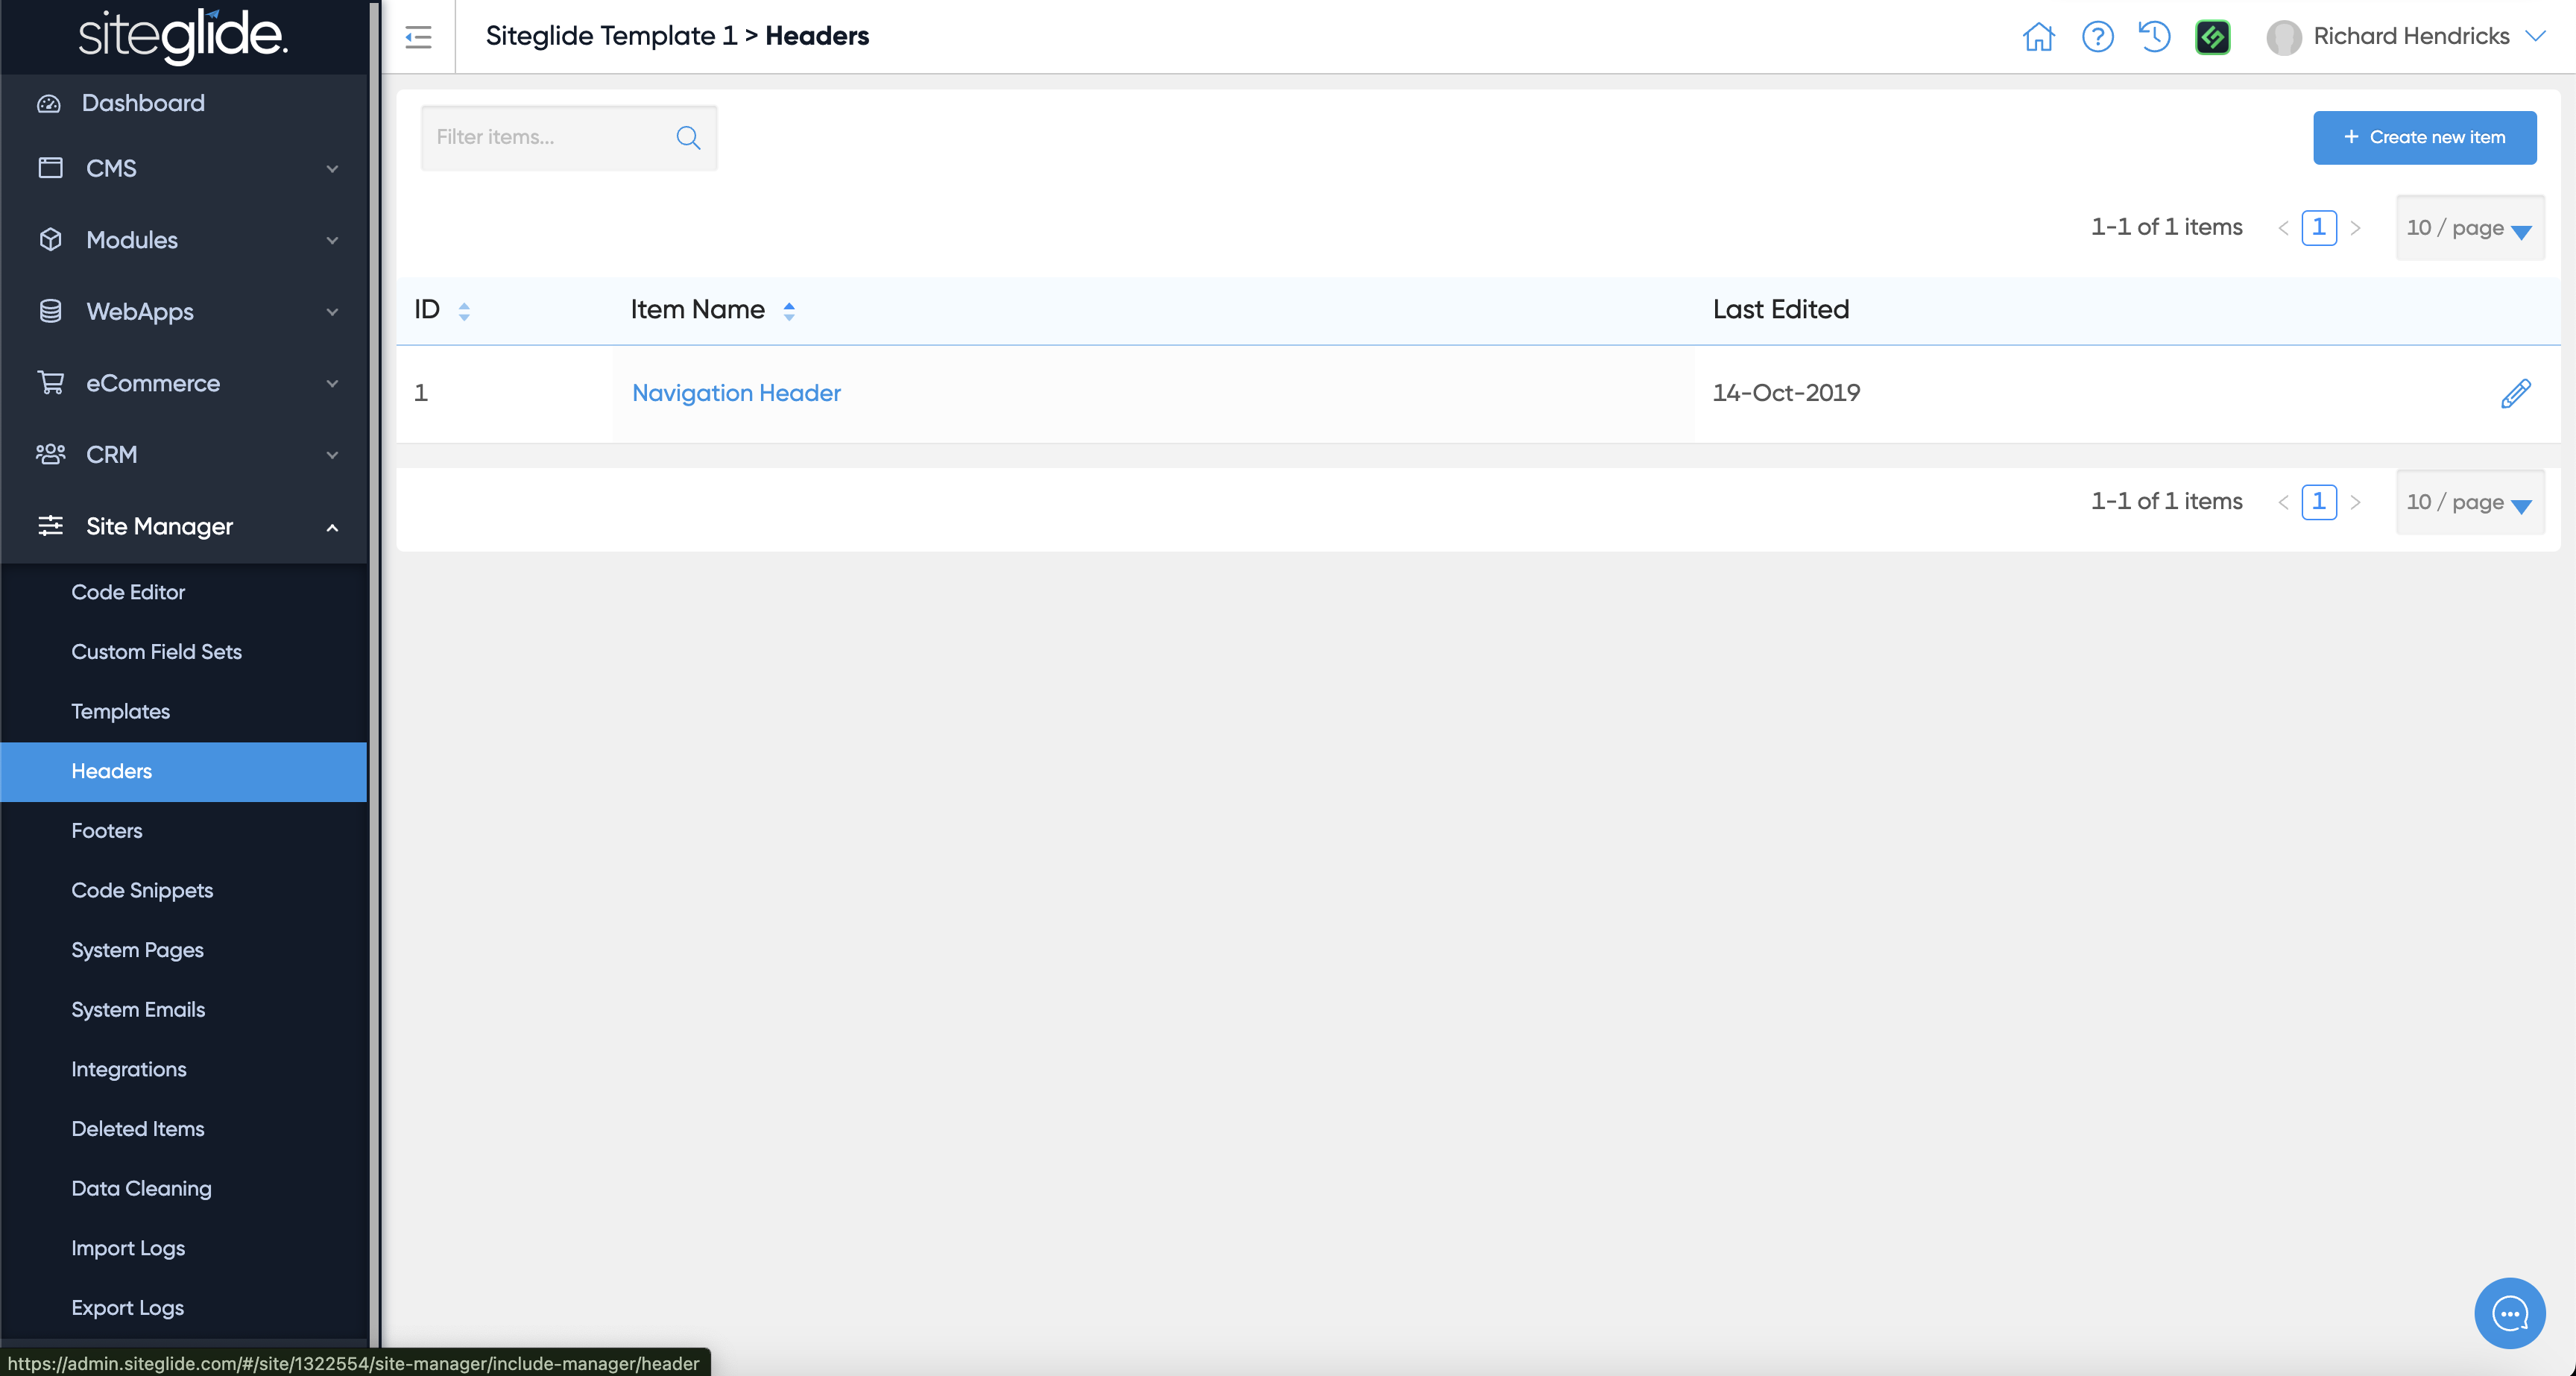 siteglide.
Siteglide Template 1 > Headers
Richard Hendricks
Dashboard
CMS
Modules
WebApps
eCommerce
CRM
Site Manager
Code Editor
Custom Field Sets
Templates
Headers
Footers
Code Snippets
System Pages
System Emails
Integrations
Deleted Items
Data Cleaning
Import Logs
Export Logs
Filter items...
+ Create new item
1-1 of 1 items < 1 > 10 / page
ID Item Name Last Edited
1 Navigation Header 14-Oct-2019
1-1 of 1 items < 1 > 10 / page
https://admin.siteglide.com/#/site/1322554/site-manager/include-manager/header